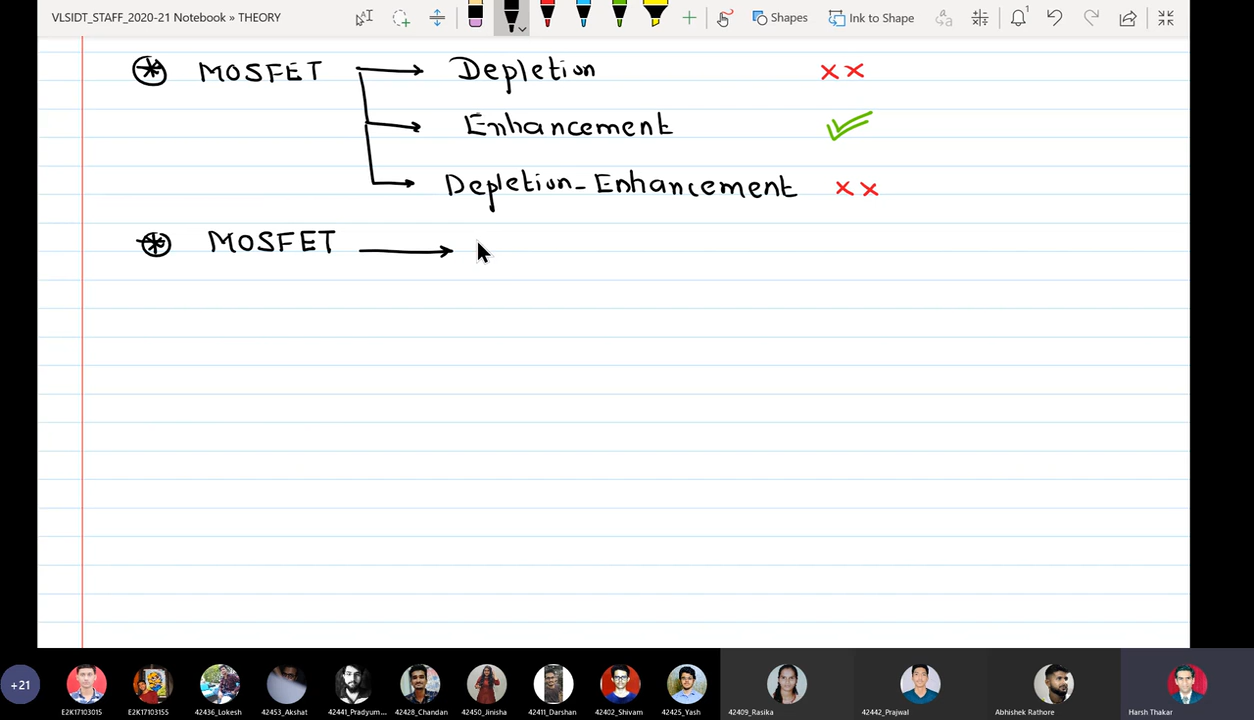 VLSIDT_STAFF_2020-21 Notebook » THEORY
Shapes
Ink to Shape
MOSFET Depletion ××
Enhancement
Depletion-Enhancement ××
MOSFET
+21
E2K17103015
E2K17103155
42436_Lokesh
42453_Akshat
42441_Pradyum...
42428_Chandan
42450_Jinisha
42411_Darshan
42402_Shivam
42425_Yash
42409_Rasika
42442_Prajwal
Abhishek Rathore
Harsh Thakar